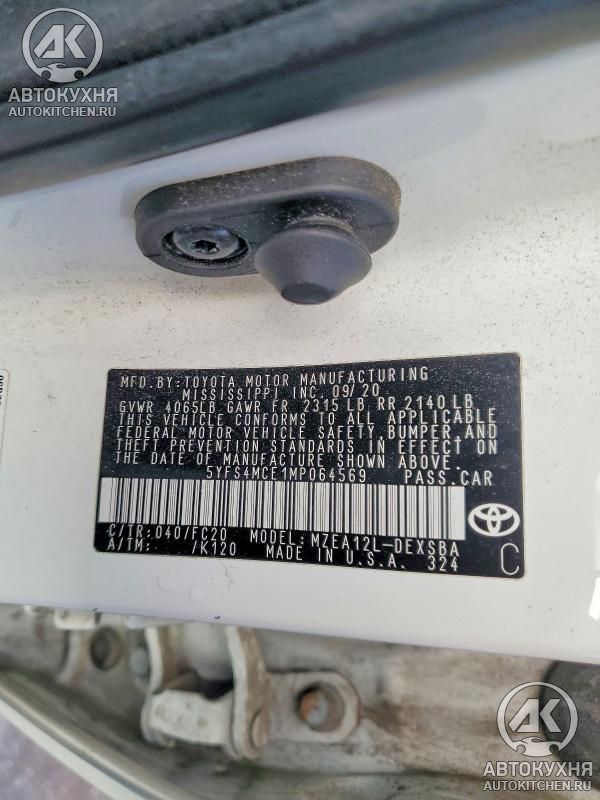 АК
АВТОКУХНЯ
AUTOKITCHEN.RU
MFD.BY:TOYOTA MOTOR MANUFACTURING
MISSISSIPPI INC. 09/20
GVWR 4065LB GAWR FR 2315 LB RR 2140 LB
THIS VEHICLE CONFORMS TO ALL APPLICABLE
FEDERAL MOTOR VEHICLE SAFETY, BUMPER, AND
THEFT PREVENTION STANDARDS IN EFFECT ON
THE DATE OF MANUFACTURE SHOWN ABOVE.
5YFS4MCE1MP064569 PASS.CAR
C/TR: 040/FC20 MODEL: MZEA12L-DEXSBA
A/TM: /K120 MADE IN U.S.A. 324
C
АК
АВТОКУХНЯ
AUTOKITCHEN.RU